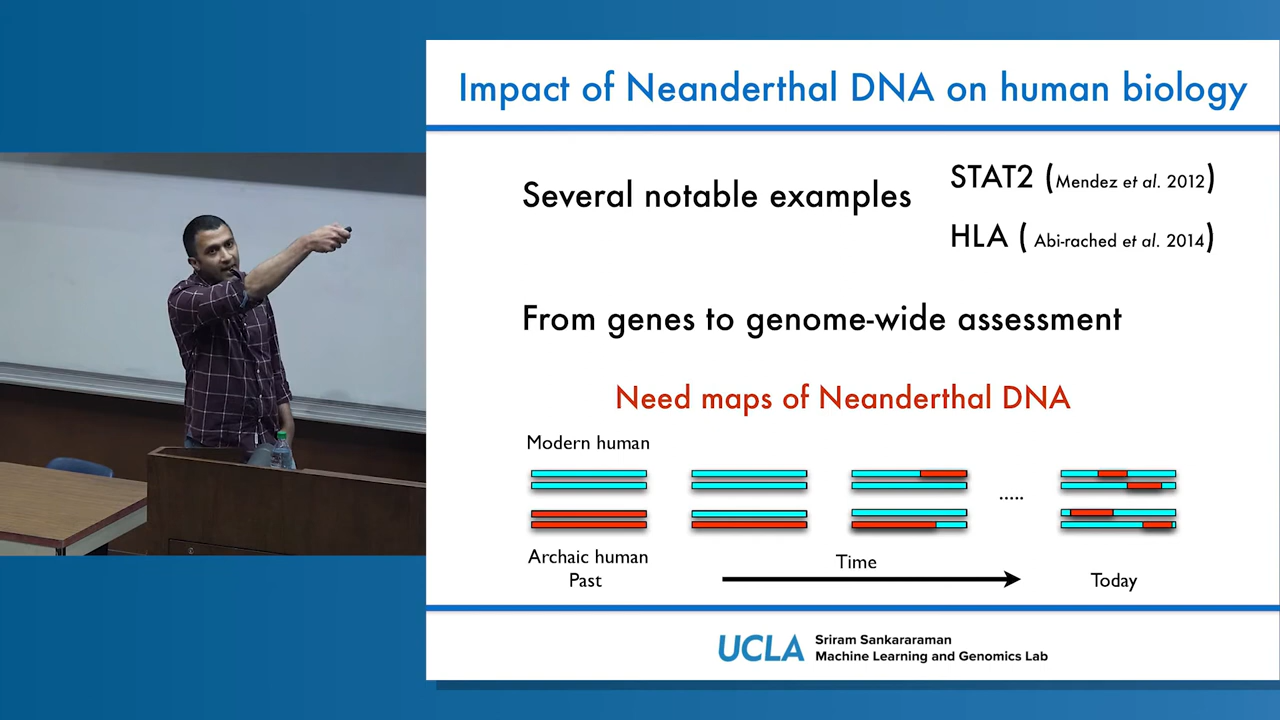 Impact of Neanderthal DNA on human biology
Several notable examples
STAT2 (Mendez et al. 2012)
HLA ( Abi-rached et al. 2014)
From genes to genome-wide assessment
Need maps of Neanderthal DNA
Modern human
.....
Archaic human
Past
Time
Today
UCLA
Sriram Sankararaman
Machine Learning and Genomics Lab